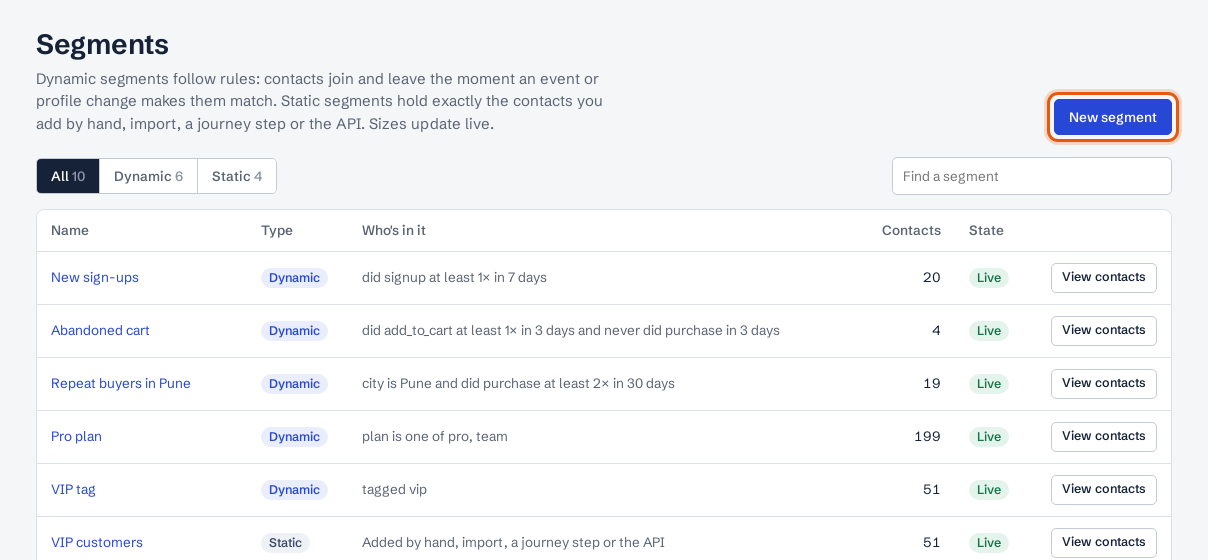 Segments
Dynamic segments follow rules: contacts join and leave the moment an event or
profile change makes them match. Static segments hold exactly the contacts you
add by hand, import, a journey step or the API. Sizes update live.
New segment
All 10 Dynamic 6 Static 4
Find a segment
Name Type Who's in it Contacts State
New sign-ups Dynamic did signup at least 1× in 7 days 20 Live View contacts
Abandoned cart Dynamic did add_to_cart at least 1× in 3 days and never did purchase in 3 days 4 Live View contacts
Repeat buyers in Pune Dynamic city is Pune and did purchase at least 2× in 30 days 19 Live View contacts
Pro plan Dynamic plan is one of pro, team 199 Live View contacts
VIP tag Dynamic tagged vip 51 Live View contacts
VIP customers Static Added by hand, import, a journey step or the API 51 Live View contacts